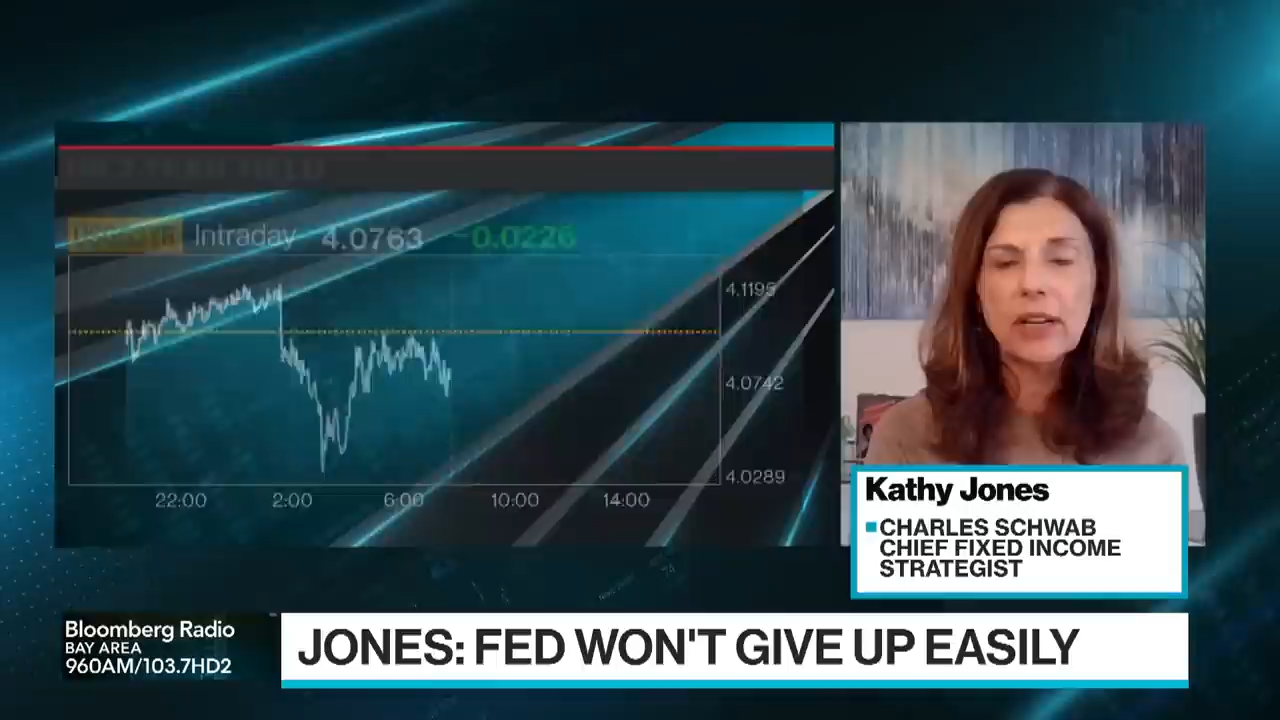 Intraday 4.0763 -0.0226
4.1195
4.0742
4.0289
22:00 2:00 6:00 10:00 14:00
Kathy Jones
CHARLES SCHWAB
CHIEF FIXED INCOME
STRATEGIST
Bloomberg Radio
BAY AREA
960AM/103.7HD2
JONES: FED WON'T GIVE UP EASILY